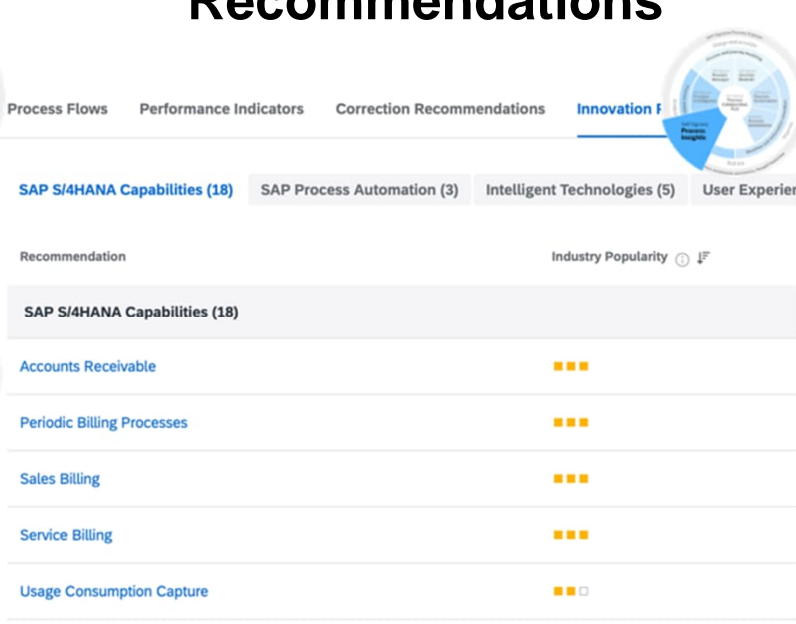 Recommendations
Process Flows Performance Indicators Correction Recommendations Innovation
Process
Insights
SAP S/4HANA Capabilities (18) SAP Process Automation (3) Intelligent Technologies (5) User Experien
Recommendation Industry Popularity
SAP S/4HANA Capabilities (18)
Accounts Receivable
Periodic Billing Processes
Sales Billing
Service Billing
Usage Consumption Capture